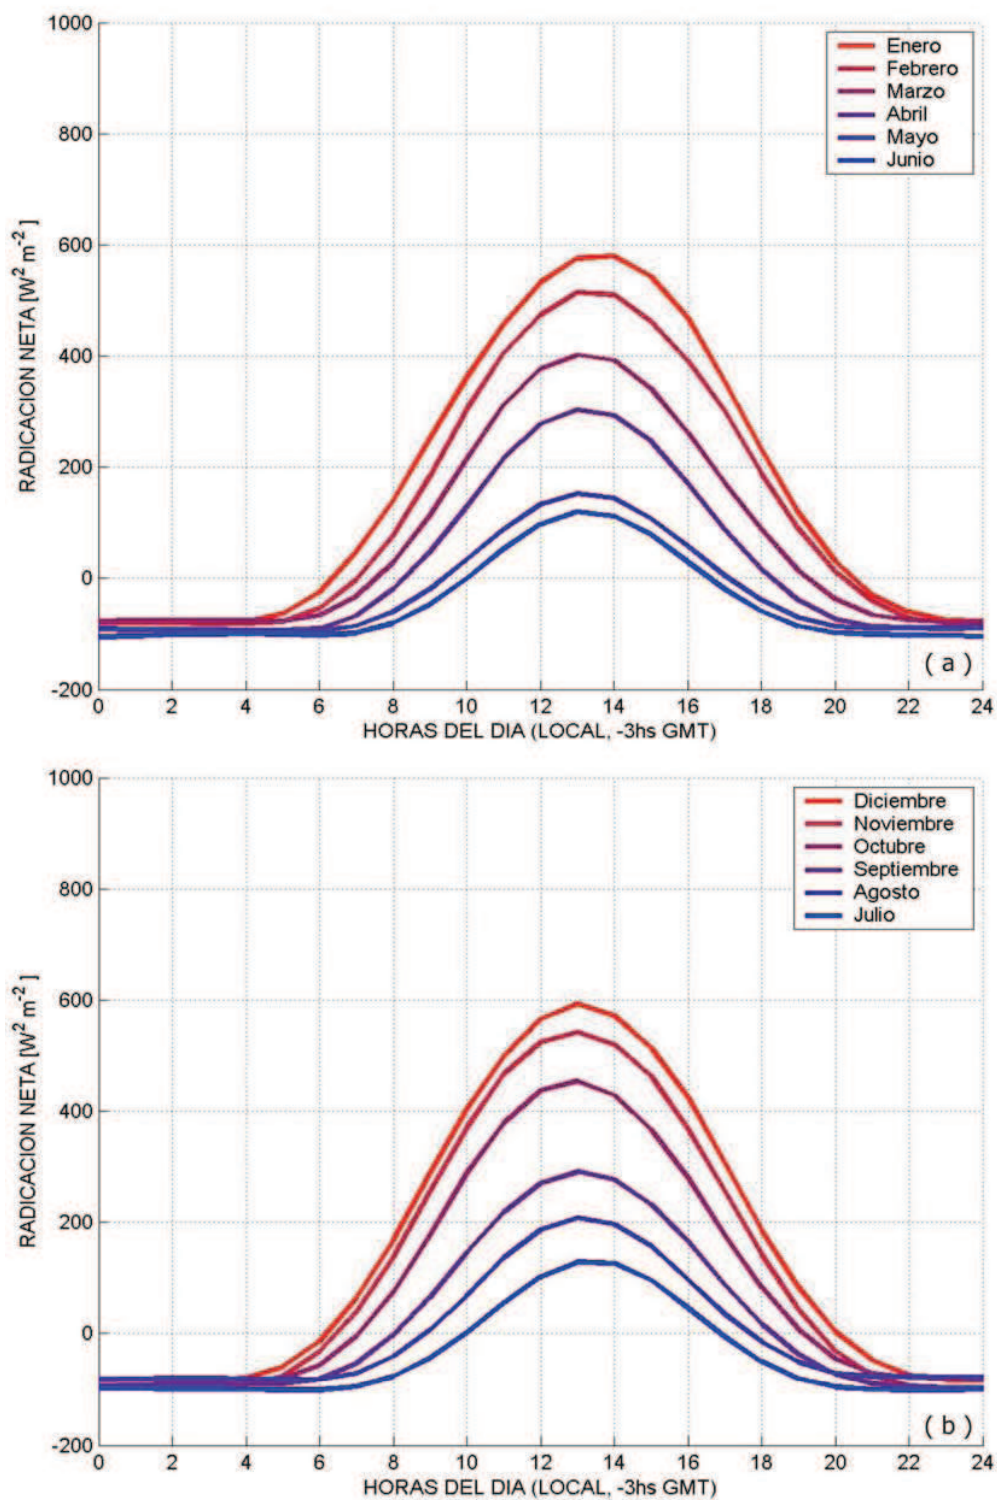 1000
800
600
400
200
0
-200
RADICACION NETA [W² m⁻²]
Enero
Febrero
Marzo
Abril
Mayo
Junio
( a )
0 2 4 6 8 10 12 14 16 18 20 22 24
HORAS DEL DIA (LOCAL, -3hs GMT)
1000
800
600
400
200
0
-200
RADICACION NETA [W² m⁻²]
Diciembre
Noviembre
Octubre
Septiembre
Agosto
Julio
( b )
0 2 4 6 8 10 12 14 16 18 20 22 24
HORAS DEL DIA (LOCAL, -3hs GMT)